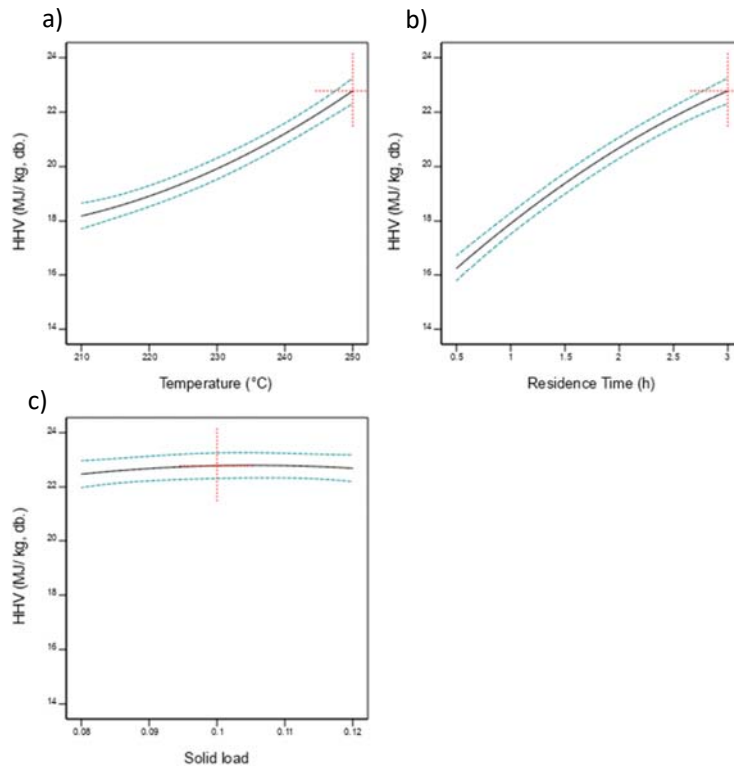 a)
24
22
20
18
16
14
HHV (MJ/ kg, db.)
210 220 230 240 250
Temperature (°C)
b)
24
22
20
18
16
14
HHV (MJ/ kg, db.)
0.5 1 1.5 2 2.5 3
Residence Time (h)
c)
24
22
22
18
16
14
HHV (MJ/ kg, db.)
0.08 0.09 0.1 0.11 0.12
Solid load